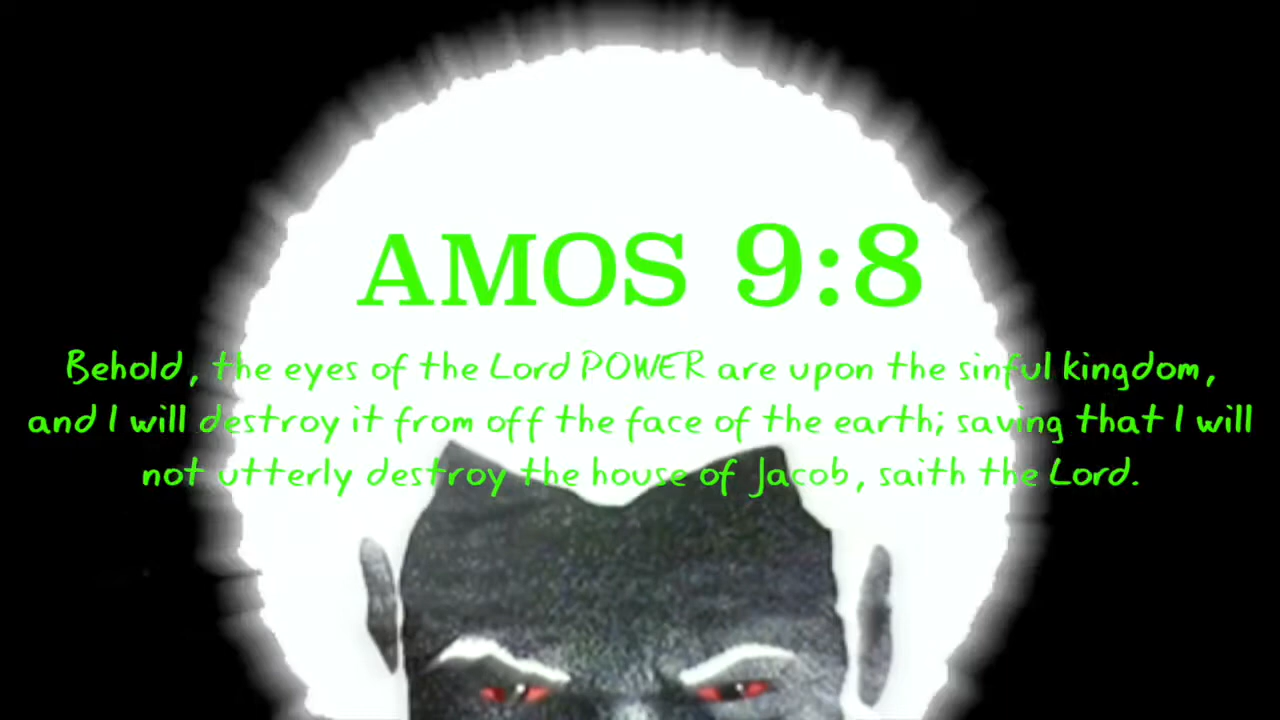 AMOS 9:8
Behold, the eyes of the Lord POWER are upon the sinful kingdom,
and I will destroy it from off the face of the earth; saving that I will
not utterly destroy the house of Jacob, saith the Lord.